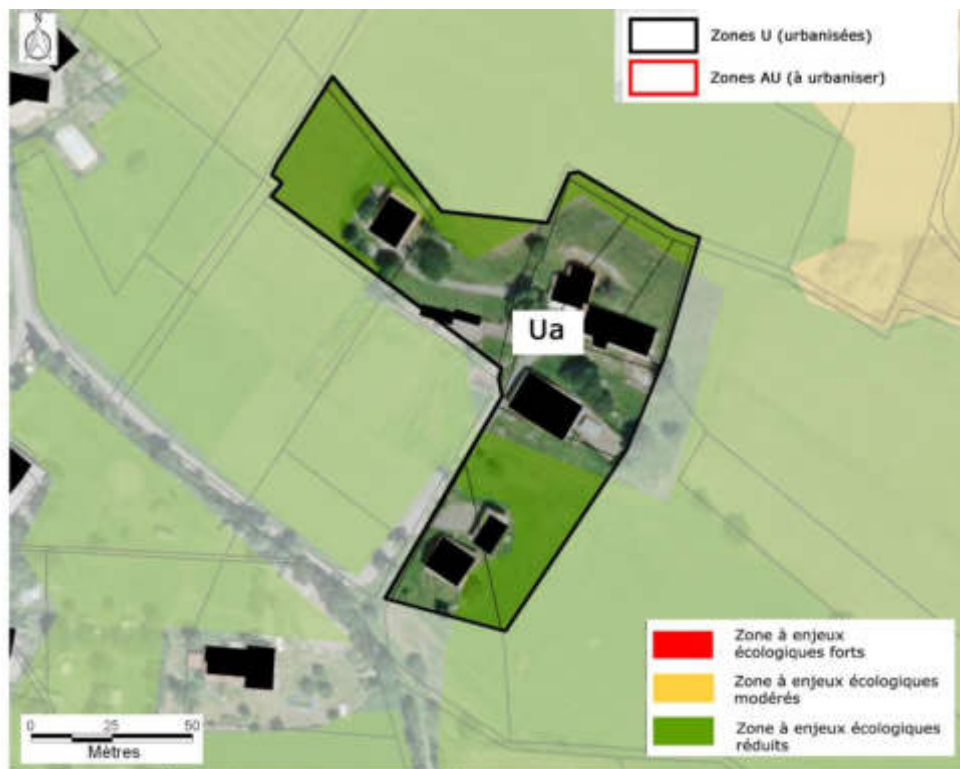 N
Zones U (urbanisées)
Zones AU (à urbaniser)
Ua
Zone à enjeux
écologiques forts
Zone à enjeux écologiques
modérés
Zone à enjeux écologiques
réduits
0 25 50
Mètres